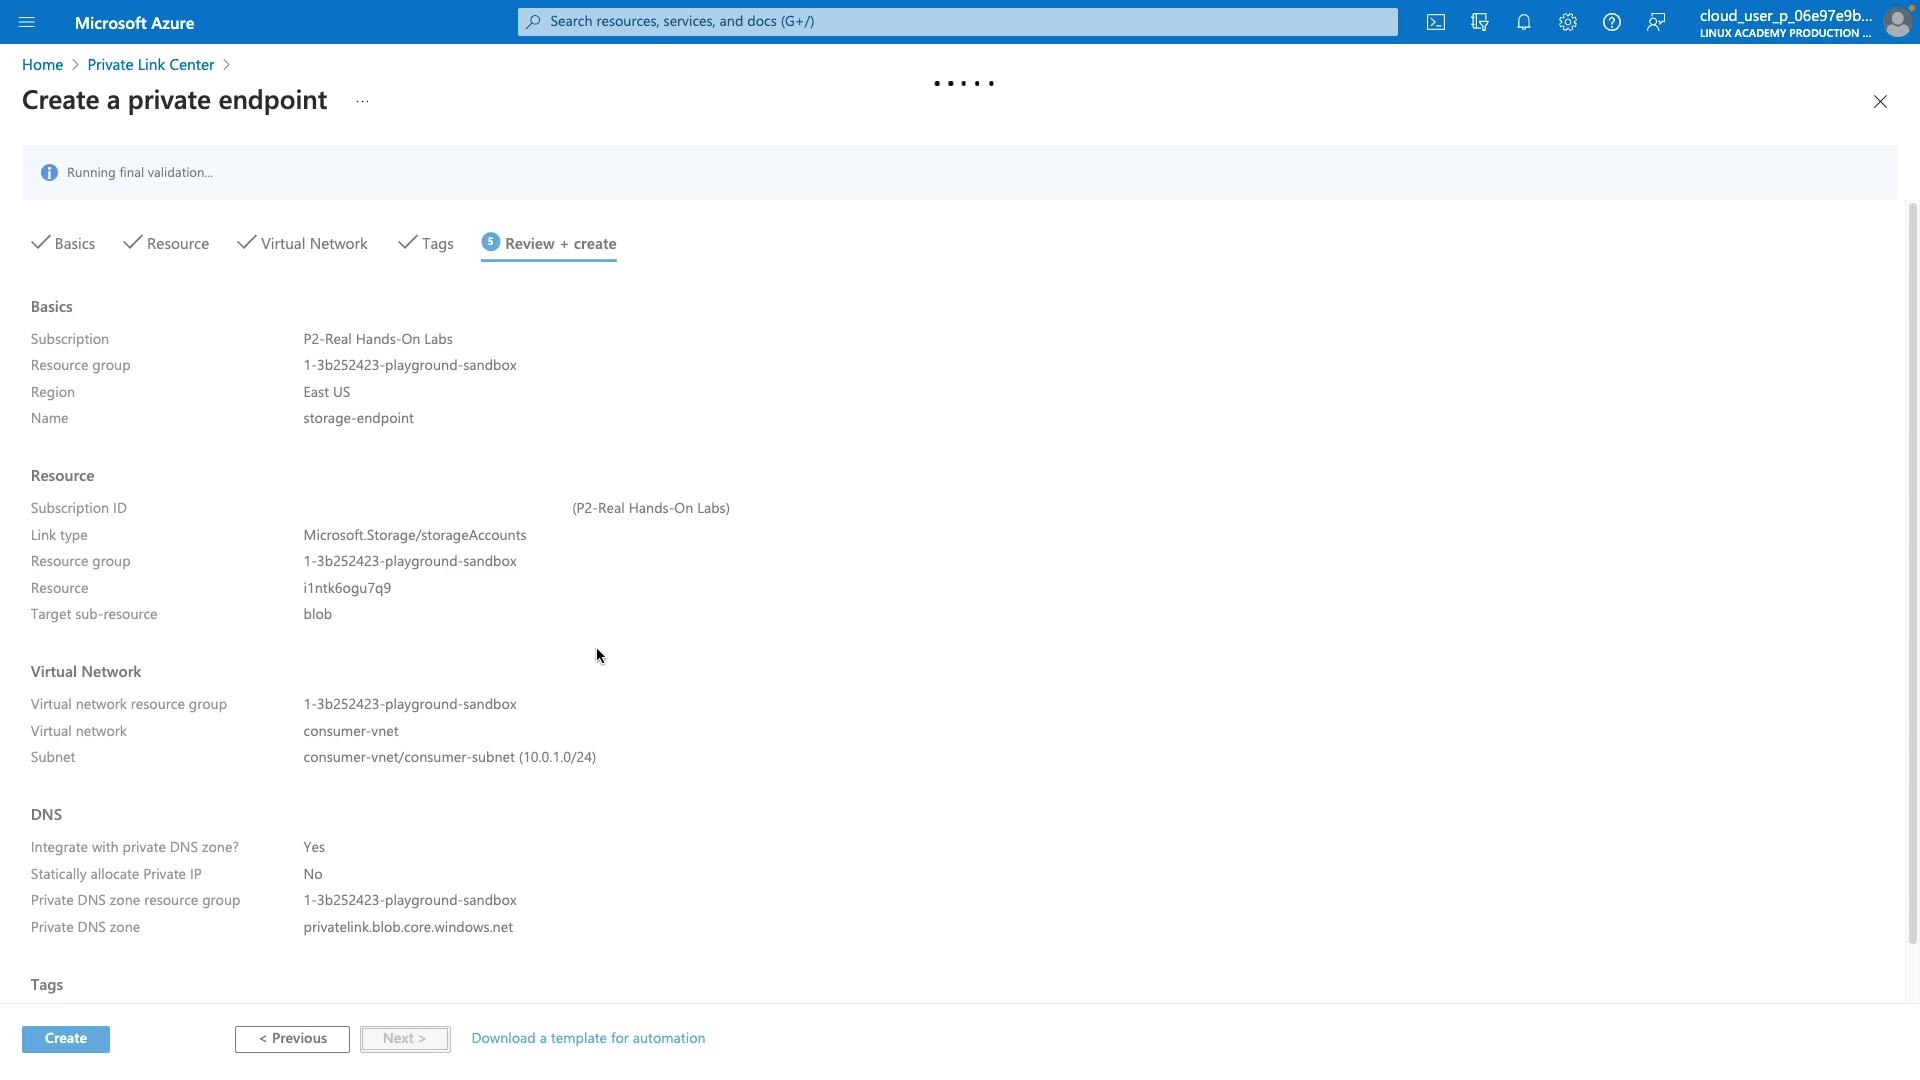 Microsoft Azure
Search resources, services, and docs (G+/)
cloud_user_p_06e97e9b...
LINUX ACADEMY PRODUCTION ...
Home > Private Link Center >
Create a private endpoint ...
Running final validation...
Basics Resource Virtual Network Tags 5 Review + create
Basics
Subscription P2-Real Hands-On Labs
Resource group 1-3b252423-playground-sandbox
Region East US
Name storage-endpoint
Resource
Subscription ID (P2-Real Hands-On Labs)
Link type Microsoft.Storage/storageAccounts
Resource group 1-3b252423-playground-sandbox
Resource i1ntk6ogu7q9
Target sub-resource blob
Virtual Network
Virtual network resource group 1-3b252423-playground-sandbox
Virtual network consumer-vnet
Subnet consumer-vnet/consumer-subnet (10.0.1.0/24)
DNS
Integrate with private DNS zone? Yes
Statically allocate Private IP No
Private DNS zone resource group 1-3b252423-playground-sandbox
Private DNS zone privatelink.blob.core.windows.net
Tags
Create < Previous Next > Download a template for automation